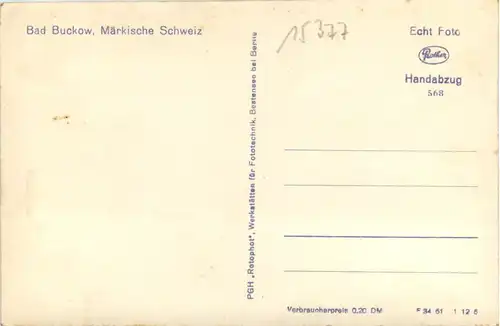 Bad Buckow, Märkische Schweiz
15377
Echt Foto
Handabzug
568
PGH „Rotophot", Werkstätten für Fototechnik, Bestensee bei Berlin
Verbraucherpreis 0,20 DM
F 34 61 1 12 6